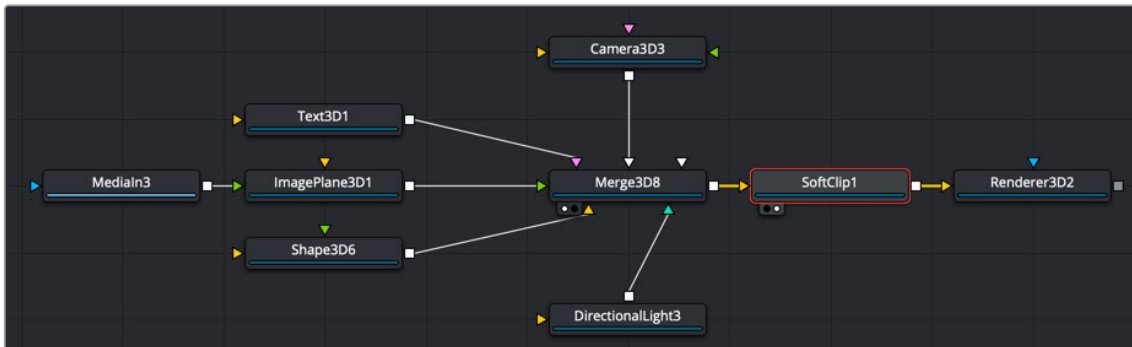 Camera3D3
Text3D1
MediaIn3
ImagePlane3D1
Merge3D8
SoftClip1
Renderer3D2
Shape3D6
DirectionalLight3